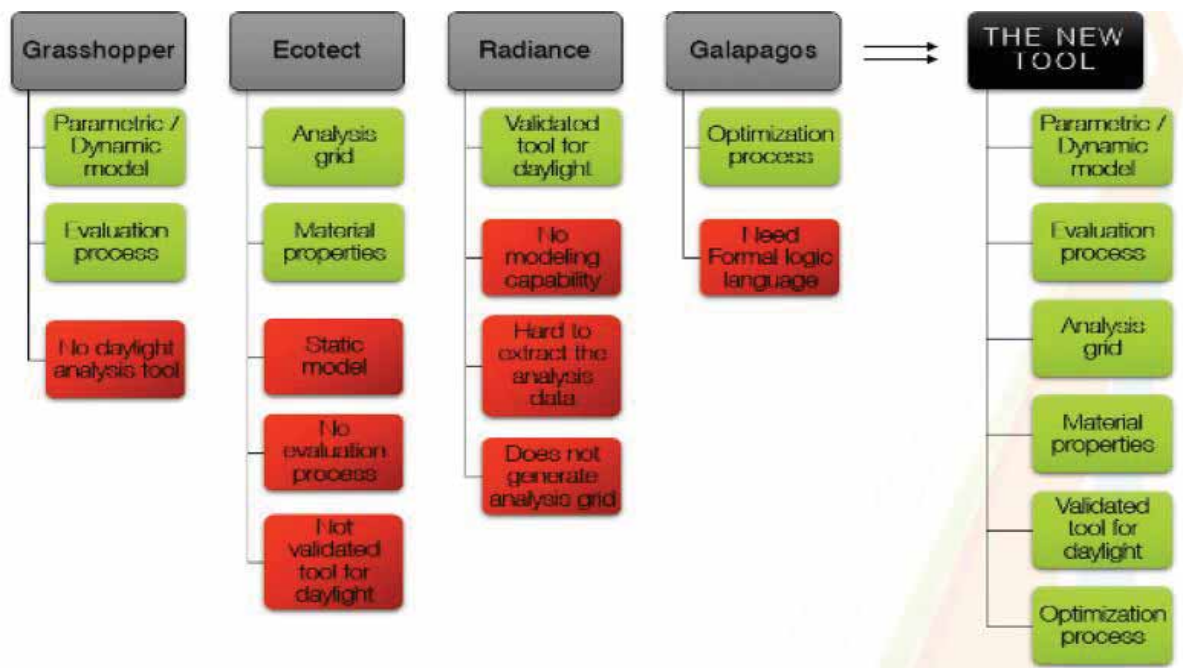 Grasshopper
Parametric /
Dynamic
model
Evaluation
process
No daylight
analysis tool
Ecotect
Analysis
grid
Material
properties
Static
model
No
evaluation
process
Not
validated
tool for
daylight
Radiance
Validated
tool for
daylight
No
modeling
capability
Hard to
extract the
analysis
data
Does not
generate
analysis grid
Galapagos
Optimization
process
Need
Formal logic
language
THE NEW
TOOL
Parametric /
Dynamic
model
Evaluation
process
Analysis
grid
Material
properties
Validated
tool for
daylight
Optimization
process